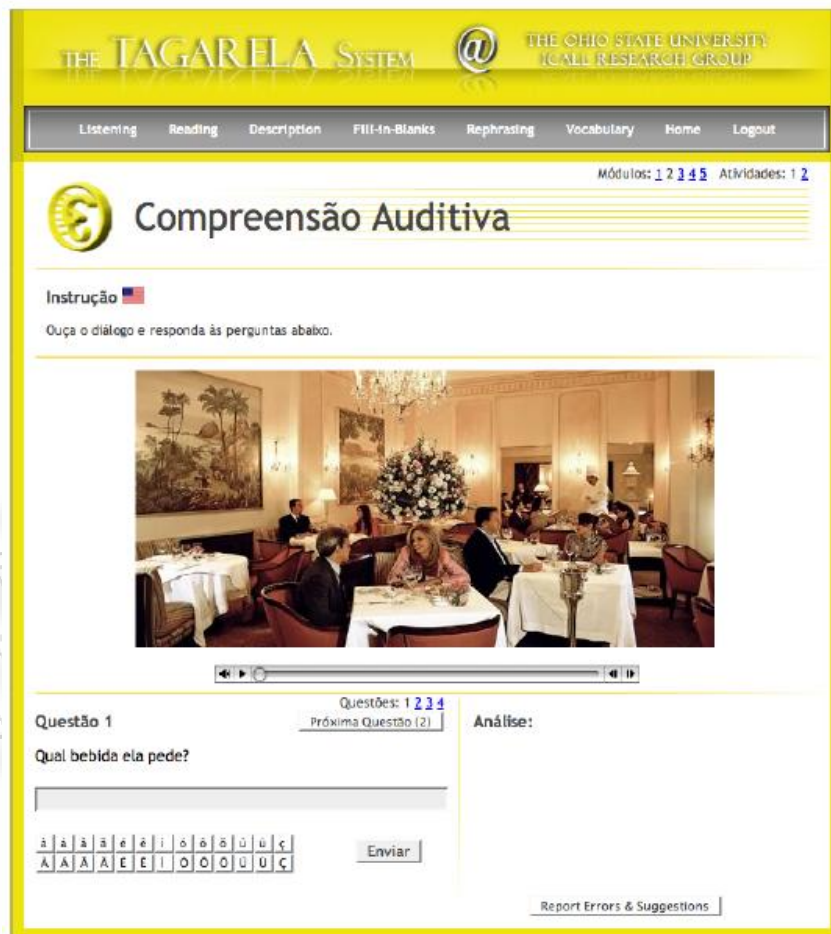 THE TAGARELA SYSTEM @ THE OHIO STATE UNIVERSITY
ICALL RESEARCH GROUP
Listening Reading Description Fill-in-Blanks Rephrasing Vocabulary Home Logout
Módulos: 1 2 3 4 5 Atividades: 1 2
Compreensão Auditiva
Instrução
Ouça o diálogo e responda às perguntas abaixo.
Questões: 1 2 3 4
Questão 1 Próxima Questão (2)
Qual bebida ela pede?
Enviar
Análise:
Report Errors & Suggestions